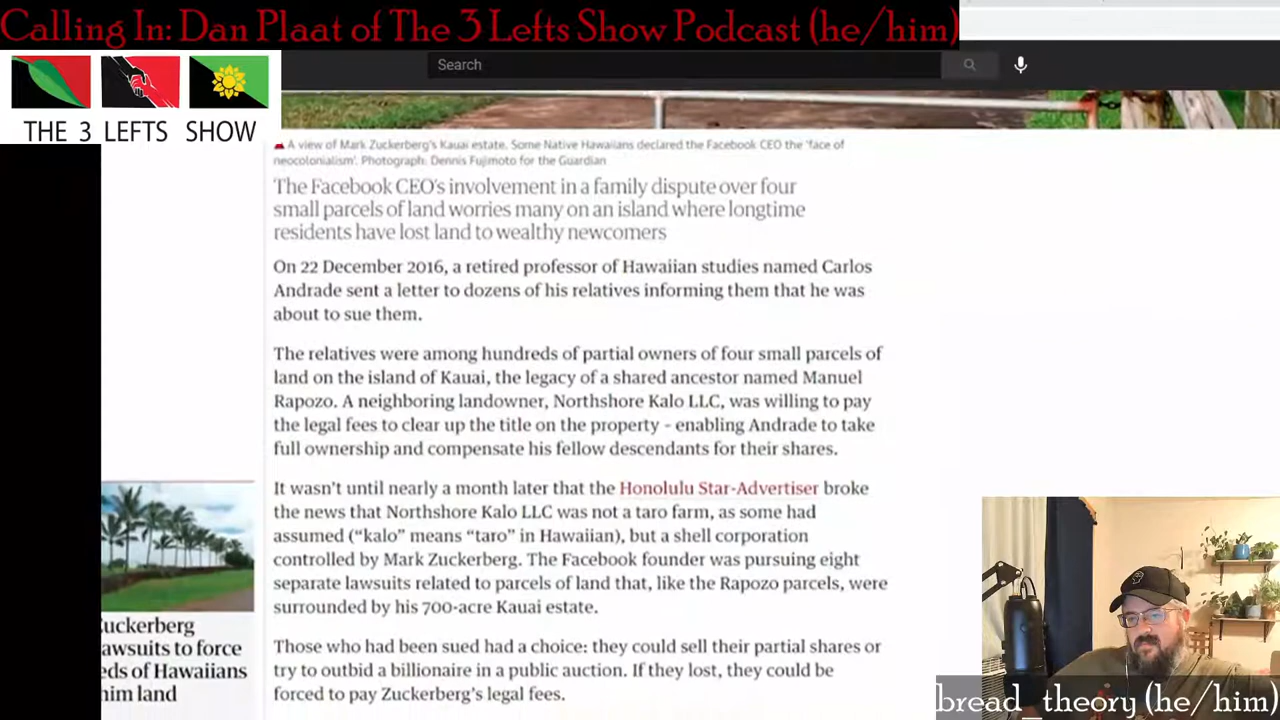 Calling In: Dan Plaat of The 3 Lefts Show Podcast (he/him)
Search
THE 3 LEFTS SHOW
A view of Mark Zuckerberg's Kauai estate. Some Native Hawaiians declared the Facebook CEO the 'face of
neocolonialism'. Photograph: Dennis Fujimoto for the Guardian
The Facebook CEO's involvement in a family dispute over four
small parcels of land worries many on an island where longtime
residents have lost land to wealthy newcomers
On 22 December 2016, a retired professor of Hawaiian studies named Carlos
Andrade sent a letter to dozens of his relatives informing them that he was
about to sue them.
The relatives were among hundreds of partial owners of four small parcels of
land on the island of Kauai, the legacy of a shared ancestor named Manuel
Rapozo. A neighboring landowner, Northshore Kalo LLC, was willing to pay
the legal fees to clear up the title on the property – enabling Andrade to take
full ownership and compensate his fellow descendants for their shares.
It wasn't until nearly a month later that the Honolulu Star-Advertiser broke
the news that Northshore Kalo LLC was not a taro farm, as some had
assumed ("kalo" means "taro" in Hawaiian), but a shell corporation
controlled by Mark Zuckerberg. The Facebook founder was pursuing eight
separate lawsuits related to parcels of land that, like the Rapozo parcels, were
surrounded by his 700-acre Kauai estate.
Those who had been sued had a choice: they could sell their partial shares or
try to outbid a billionaire in a public auction. If they lost, they could be
forced to pay Zuckerberg's legal fees.
uckerberg
awsuits to force
eds of Hawaiians
him land
bread_theory (he/him)